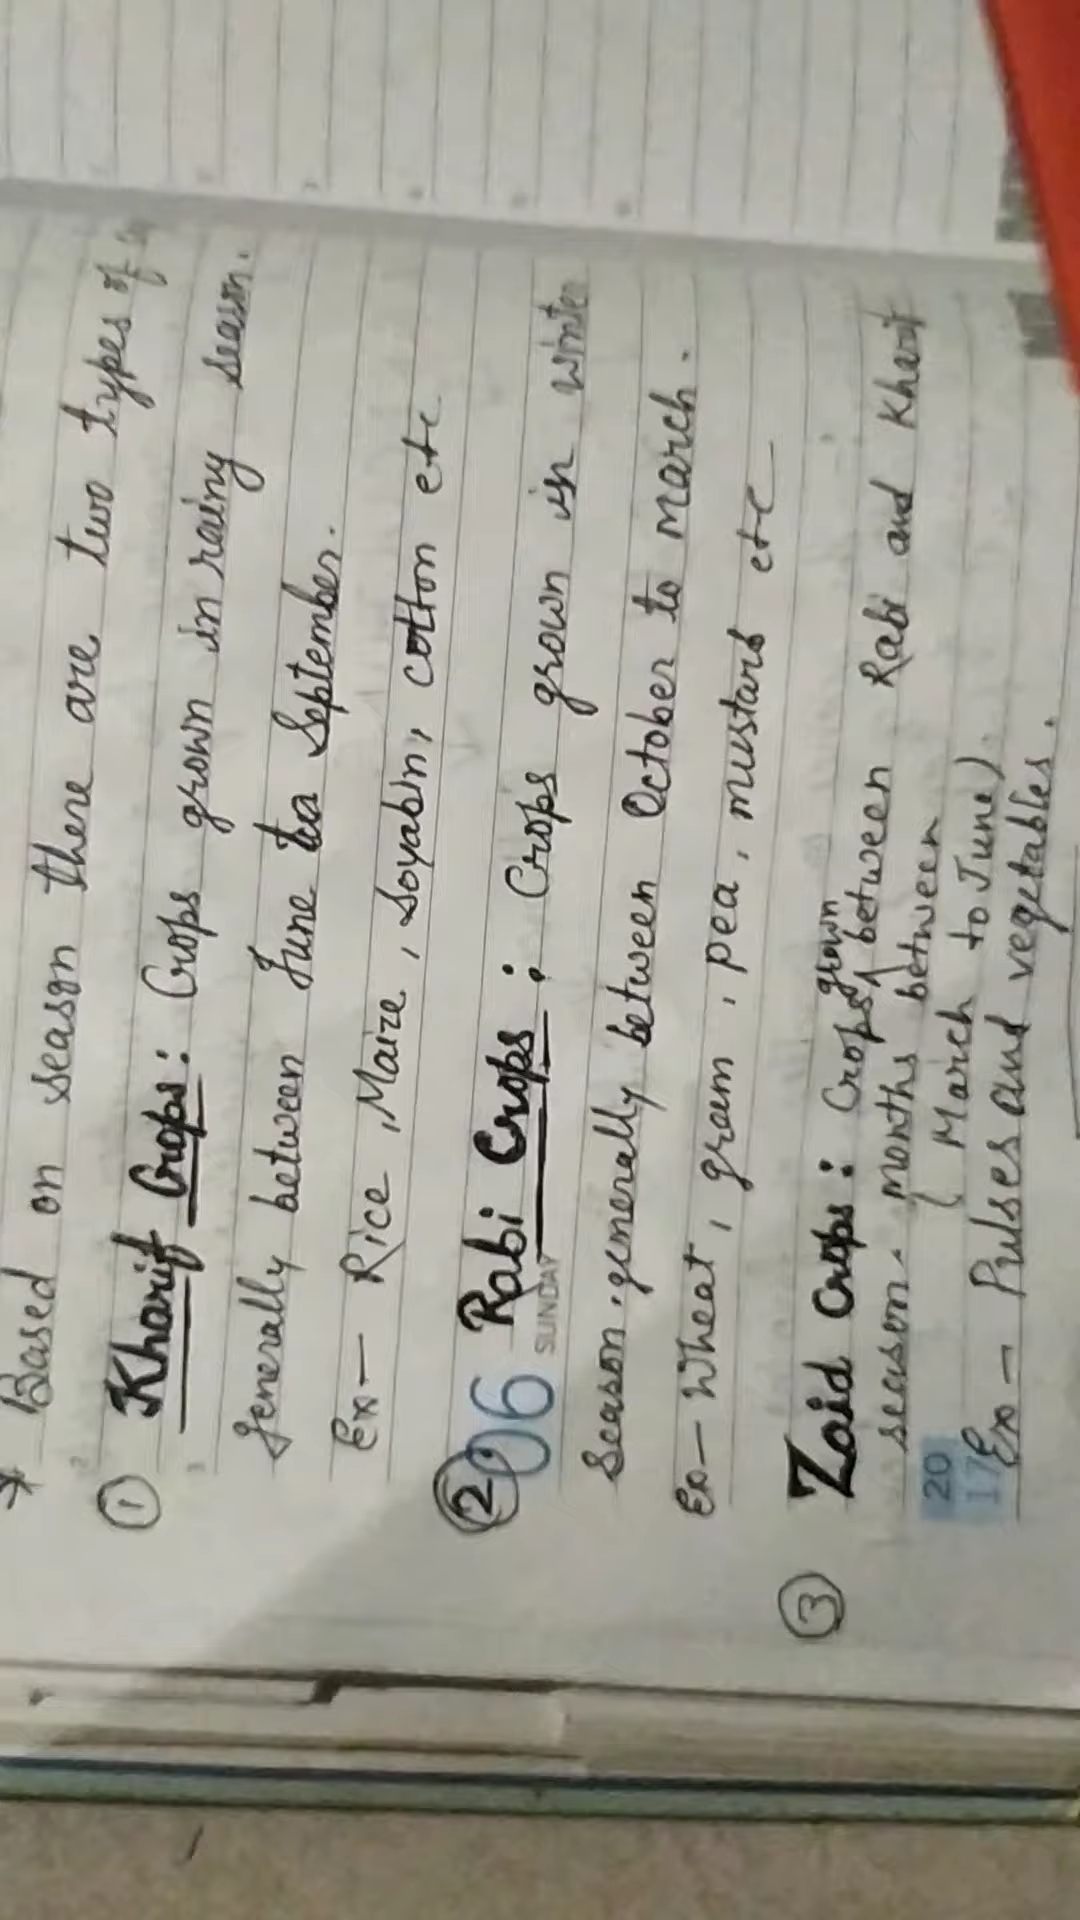 * Based on season there are two types of
① Kharif Crops: Crops grown in rainy season.
generally between June to September.
Ex- Rice, Maize, Soyabin, cotton etc
② Rabi Crops: Crops grown in winter
06 SUNDAY
season. generally between October to march.
Ex- Wheat, gram, pea, mustard etc
③ Zaid Crops: Crops grown between Rabi and Kharif
season. months between
(March to June).
20
17
Ex- Pulses and vegetables.